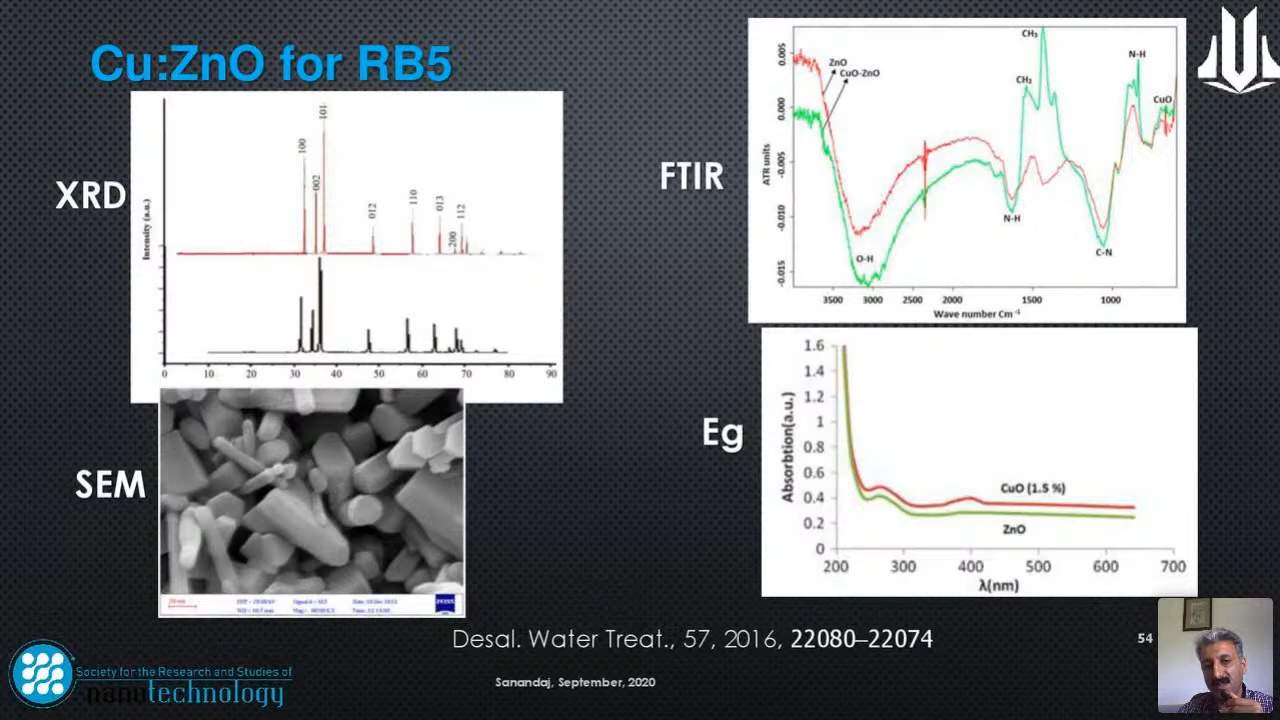 Cu:ZnO for RB5
XRD
Intensity (a.u.)
100
002
101
012
110
013
200
112
0 10 20 30 40 50 60 70 80 90
SEM
FTIR
ATR units
0.005
0.000
-0.005
-0.010
-0.015
ZnO
CuO-ZnO
CH₃
CH₂
N-H
CuO
O-H
N-H
C-N
3500 3000 2500 2000 1500 1000
Wave number Cm⁻¹
Eg
Absorbtion(a.u.)
1.6
1.4
1.2
1
0.8
0.6
0.4
0.2
0
CuO (1.5 %)
ZnO
200 300 400 500 600 700
λ(nm)
Desal. Water Treat., 57, 2016, 22080–22074
54
Society for the Research and Studies of
nanotechnology
Sanandaj, September, 2020
ZEISS